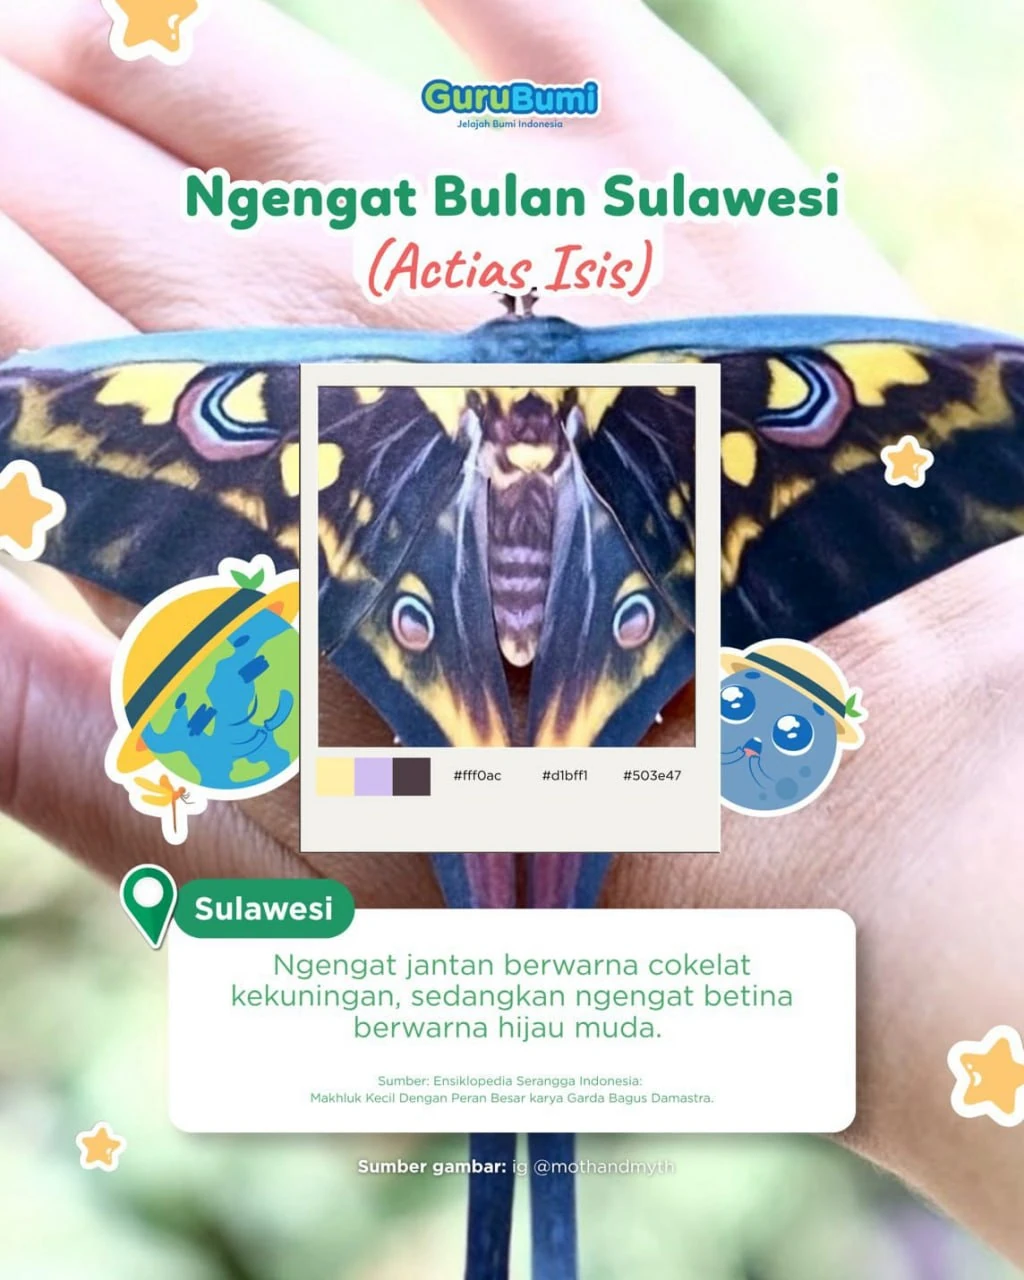 GuruBumi
Jelajah Bumi Indonesia
Ngengat Bulan Sulawesi
(Actias Isis)
#fff0ac #d1bff1 #503e47
Sulawesi
Ngengat jantan berwarna cokelat
kekuningan, sedangkan ngengat betina
berwarna hijau muda.
Sumber: Ensiklopedia Serangga Indonesia:
Makhluk Kecil Dengan Peran Besar karya Garda Bagus Damastra.
Sumber gambar: ig @mothandmyth